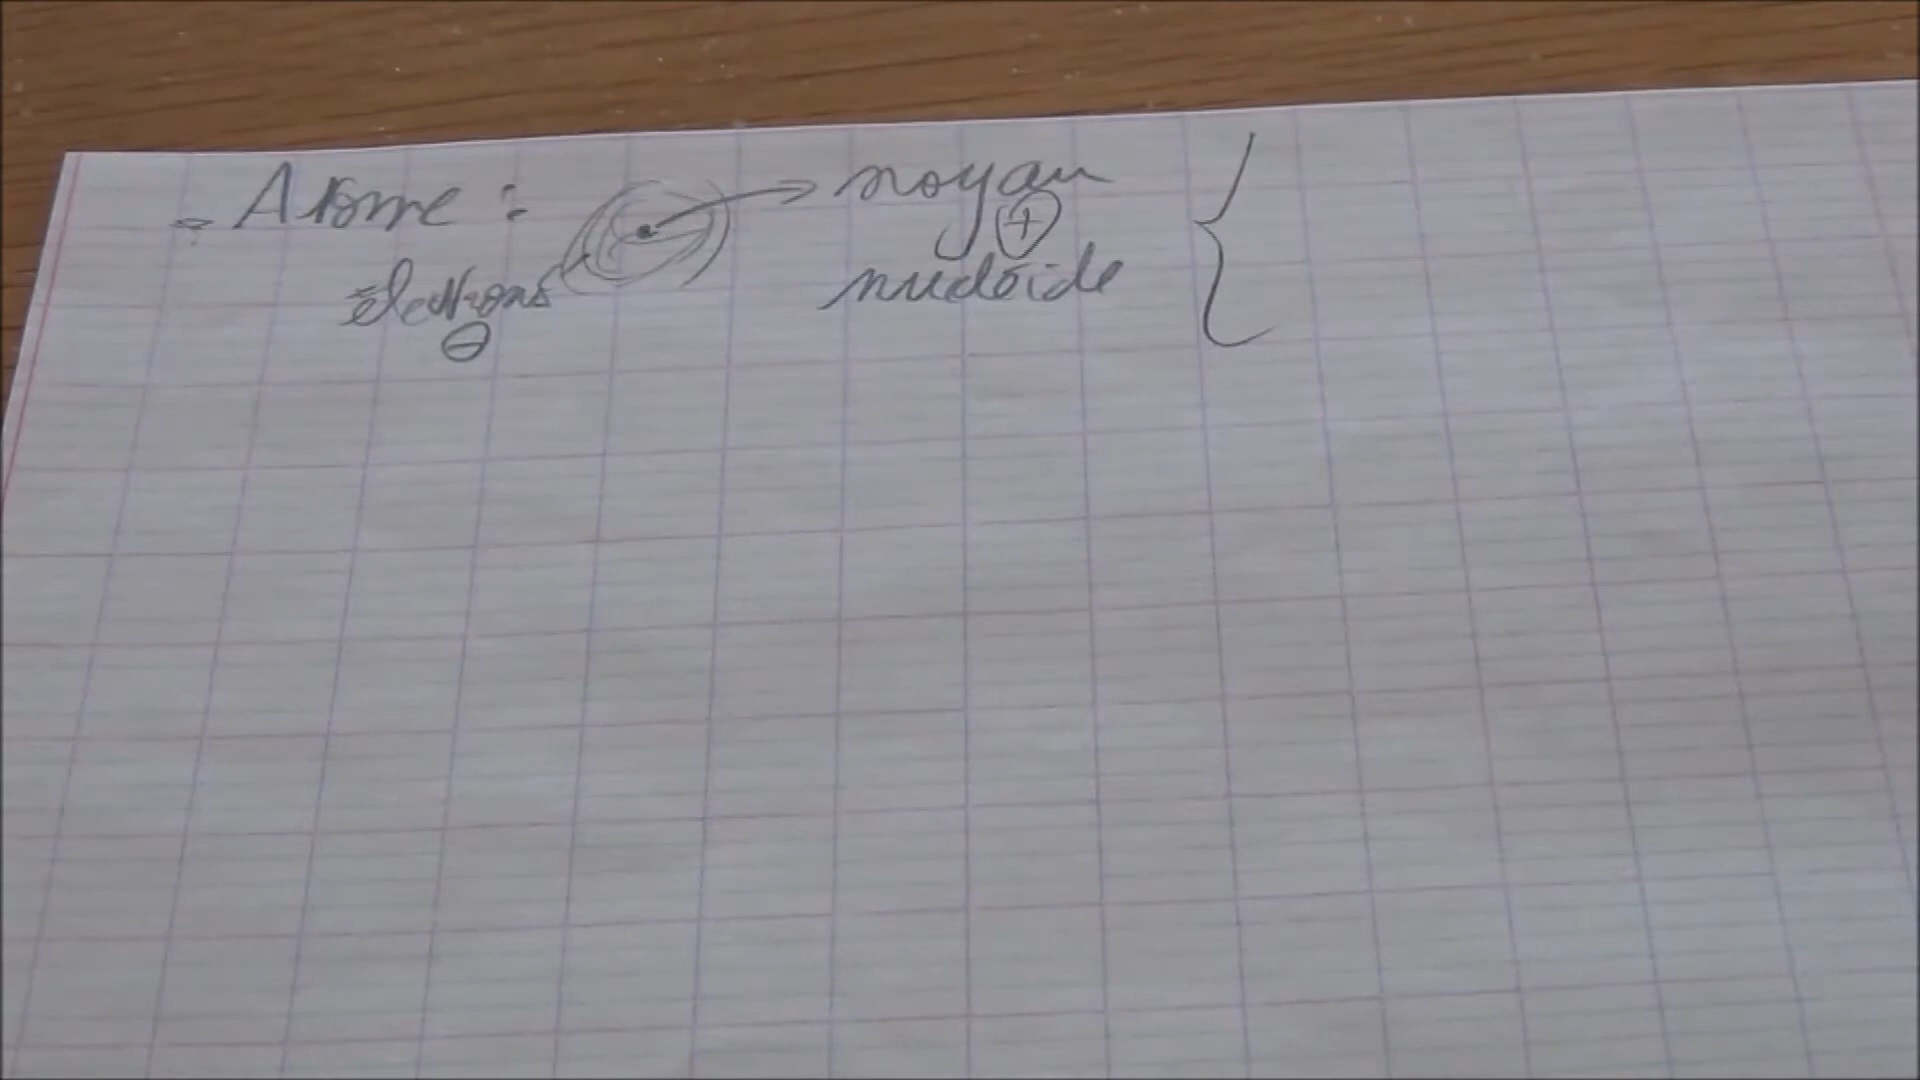 - Atome : noyau
+
électrons nucléide {
-